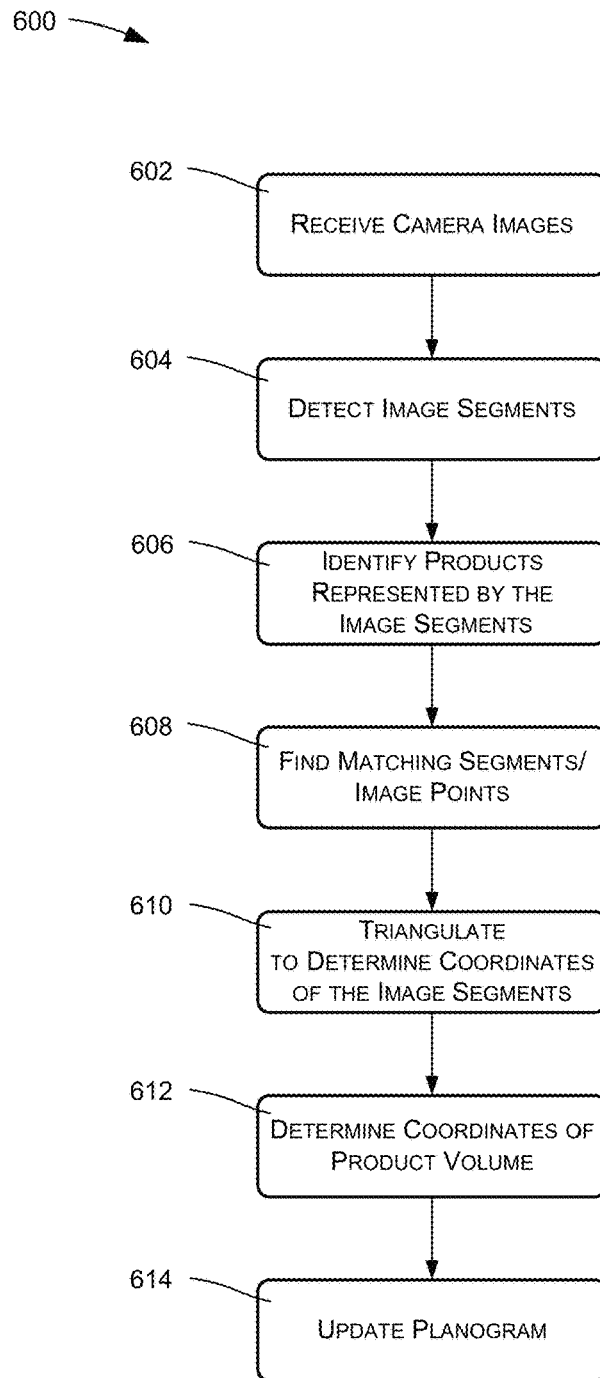 600
602
RECEIVE CAMERA IMAGES
604
DETECT IMAGE SEGMENTS
606
IDENTIFY PRODUCTS
REPRESENTED BY THE
IMAGE SEGMENTS
608
FIND MATCHING SEGMENTS/
IMAGE POINTS
610
TRIANGULATE
TO DETERMINE COORDINATES
OF THE IMAGE SEGMENTS
612
DETERMINE COORDINATES OF
PRODUCT VOLUME
614
UPDATE PLANOGRAM